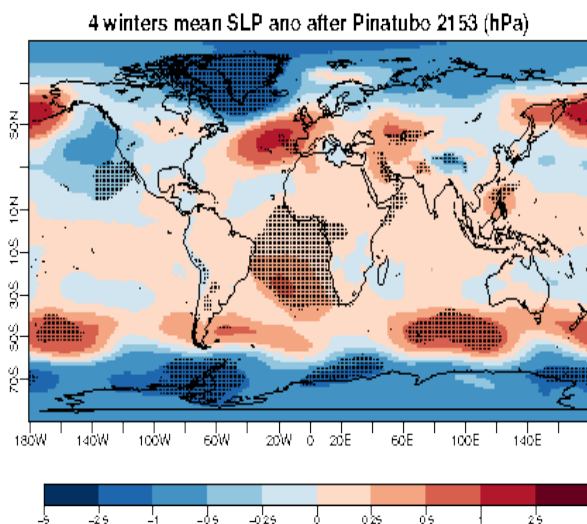 4 winters mean SLP ano after Pinatubo 2153 (hPa)
50N
10N
10S
30S
50S
70S
180W 140W 100W 60W 20W 0 20E 60E 100E 140E
-5 -2.5 -1 -0.5 -0.25 0 0.25 0.5 1 2.5